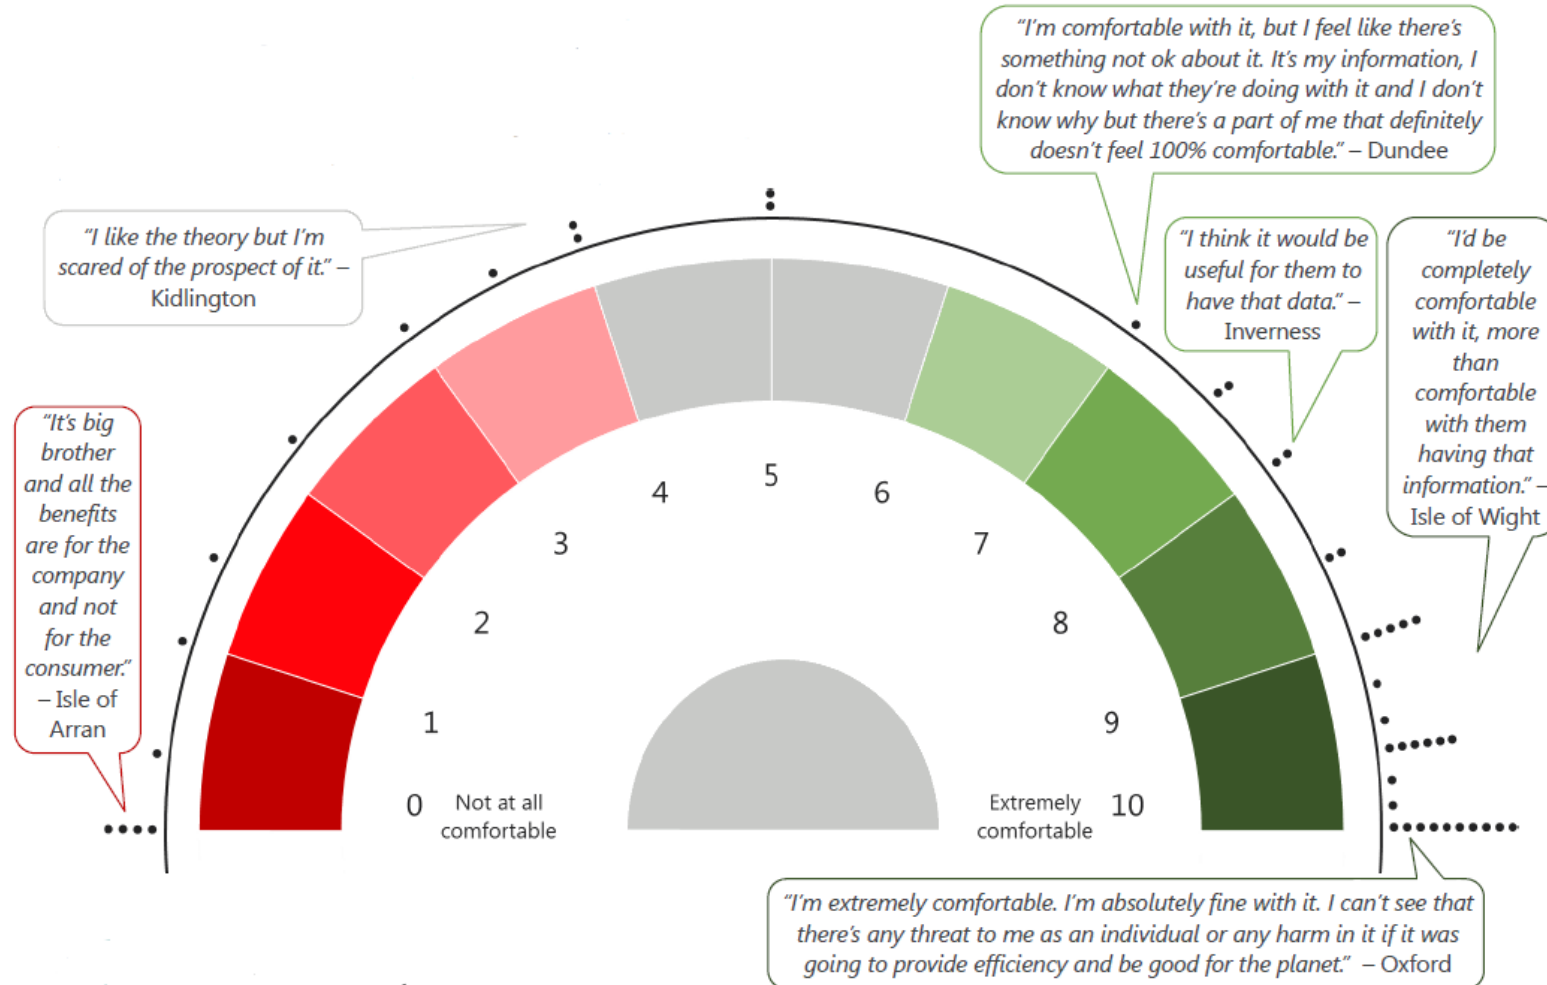 “I’m comfortable with it, but I feel like there’s
something not ok about it. It’s my information, I
don’t know what they’re doing with it and I don’t
know why but there’s a part of me that definitely
doesn’t feel 100% comfortable.” – Dundee
“I like the theory but I’m
scared of the prospect of it.” –
Kidlington
“I think it would be
useful for them to
have that data.” –
Inverness
“I’d be
completely
comfortable
with it, more
than
comfortable
with them
having that
information.” –
Isle of Wight
“It’s big
brother
and all the
benefits
are for the
company
and not
for the
consumer.”
– Isle of
Arran
0
1
2
3
4
5
6
7
8
9
10
Not at all
comfortable
Extremely
comfortable
“I’m extremely comfortable. I’m absolutely fine with it. I can’t see that
there’s any threat to me as an individual or any harm in it if it was
going to provide efficiency and be good for the planet.” – Oxford